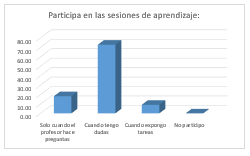 Participa en las sesiones de aprendizaje:
80.00
70.00
60.00
50.00
40.00
30.00
20.00
10.00
0.00
Solo cuando el
profesor hace
preguntas
Cuando tengo
dudas
Cuando expongo
tareas
No participo